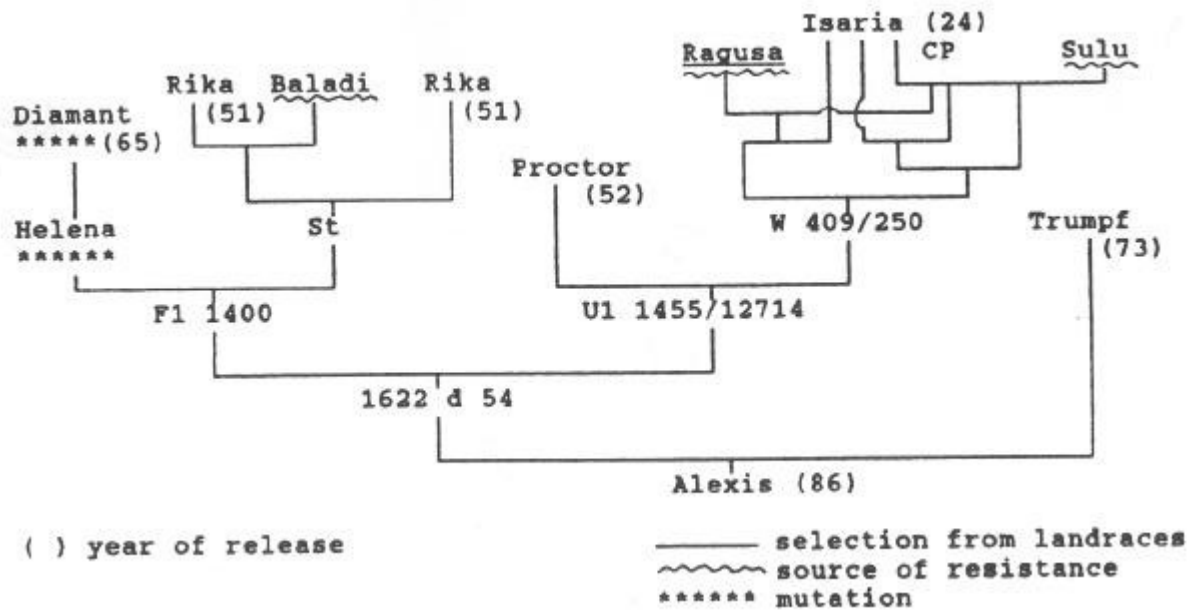 Isaria (24)
Ragusa CP Sulu
Rika Baladi Rika
(51) (51)
Diamant
*****(65)
Proctor
(52)
Helena St W 409/250 Trumpf
****** (73)
F1 1400 U1 1455/12714
1622 d 54
Alexis (86)
( ) year of release selection from landraces
source of resistance
****** mutation